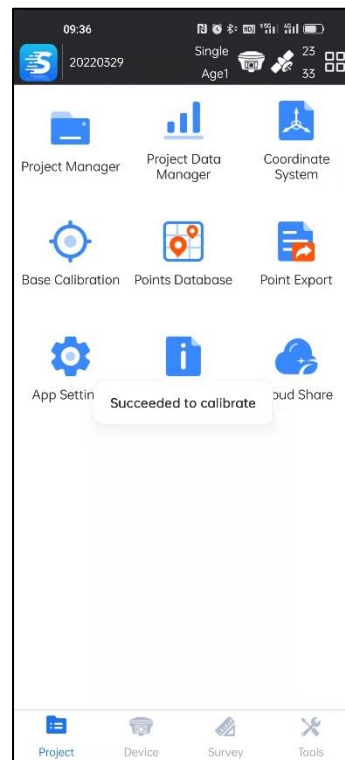 09:36
20220329
Single
Age1
23
33
Project Manager
Project Data
Manager
Coordinate
System
Base Calibration
Points Database
Point Export
App Settin
oud Share
Succeeded to calibrate
Project
Device
Survey
Tools